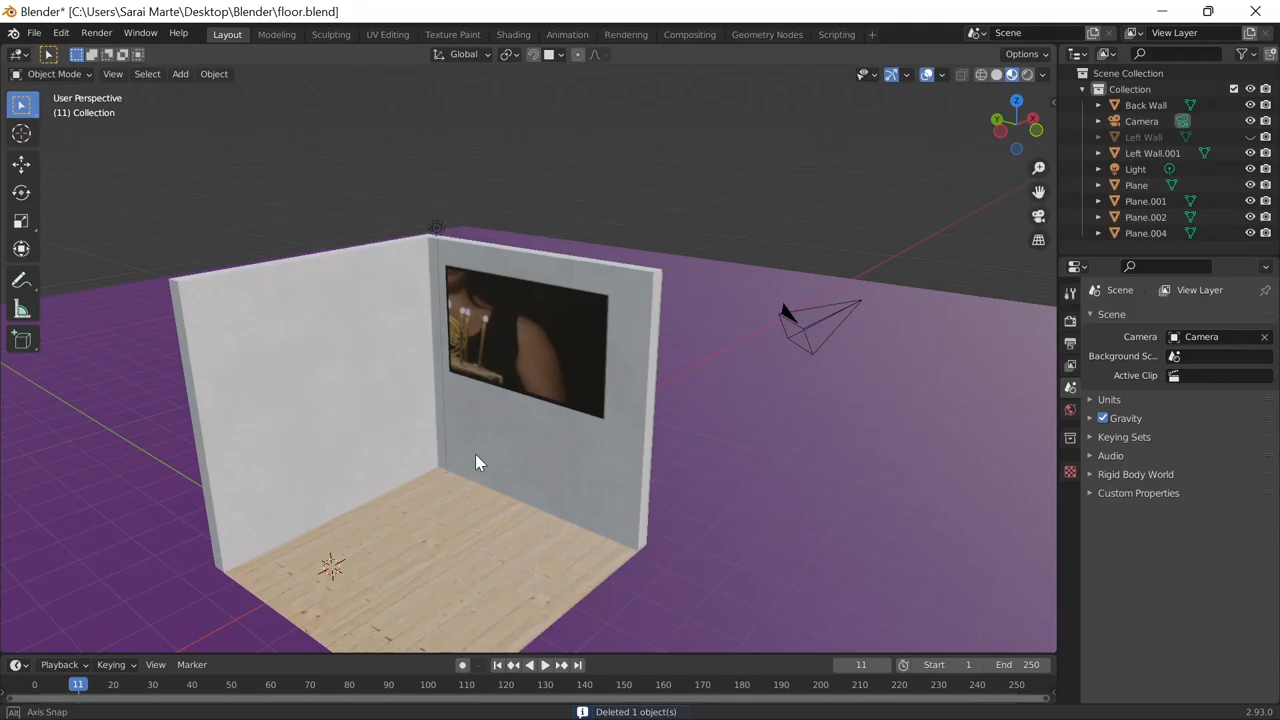 Blender* [C:\Users\Sarai Marte\Desktop\Blender\floor.blend]
File Edit Render Window Help Layout Modeling Sculpting UV Editing Texture Paint Shading Animation Rendering Compositing Geometry Nodes Scripting + Scene View Layer
Global Options
Object Mode View Select Add Object
User Perspective
(11) Collection
Z
Y
X
Scene Collection
Collection
Back Wall
Camera
Left Wall
Left Wall.001
Light
Plane
Plane.001
Plane.002
Plane.004
Scene View Layer
Scene
Camera Camera
Background Sc...
Active Clip
Units
Gravity
Keying Sets
Audio
Rigid Body World
Custom Properties
Playback Keying View Marker 11 Start 1 End 250
0 11 20 30 40 50 60 70 80 90 100 110 120 130 140 150 160 170 180 190 200 210 220 230 240 250
Alt Axis Snap Deleted 1 object(s) 2.93.0